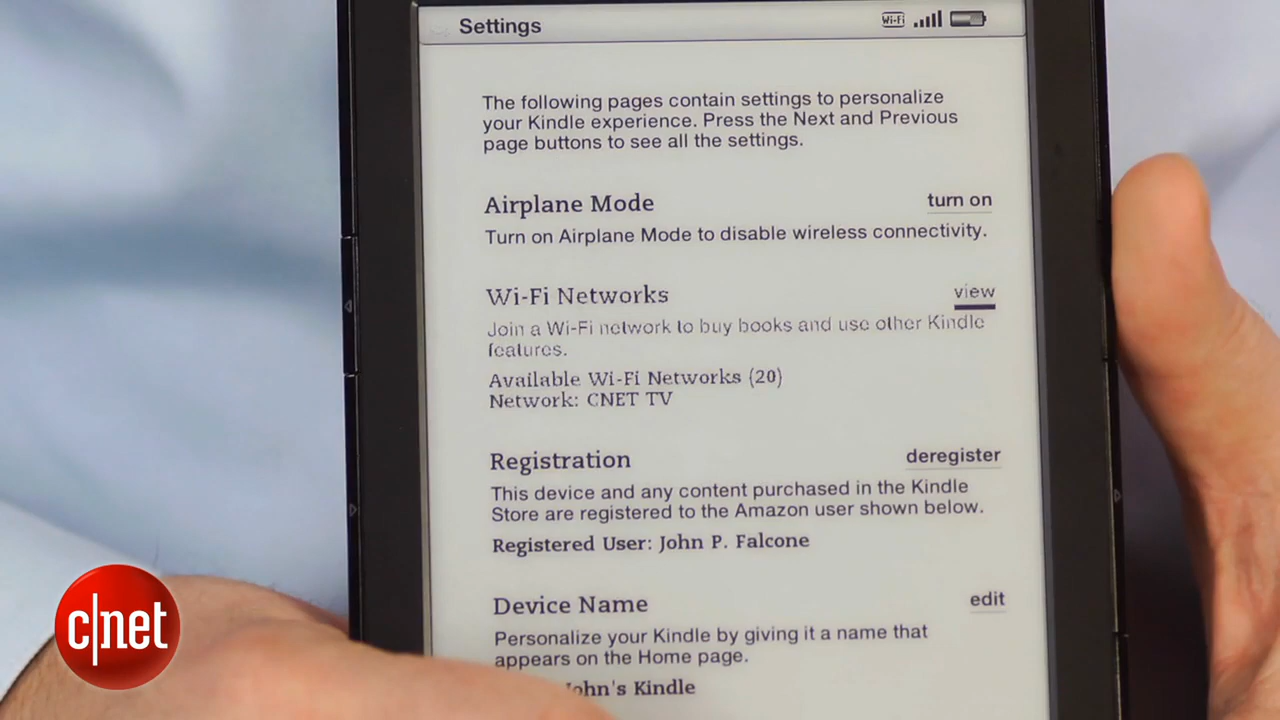 Settings
Wi-Fi
The following pages contain settings to personalize
your Kindle experience. Press the Next and Previous
page buttons to see all the settings.
Airplane Mode
turn on
Turn on Airplane Mode to disable wireless connectivity.
Wi-Fi Networks
view
Join a Wi-Fi network to buy books and use other Kindle
features.
Available Wi-Fi Networks (20)
Network: CNET TV
Registration
deregister
This device and any content purchased in the Kindle
Store are registered to the Amazon user shown below.
Registered User: John P. Falcone
Device Name
edit
Personalize your Kindle by giving it a name that
appears on the Home page.
John's Kindle
c|net